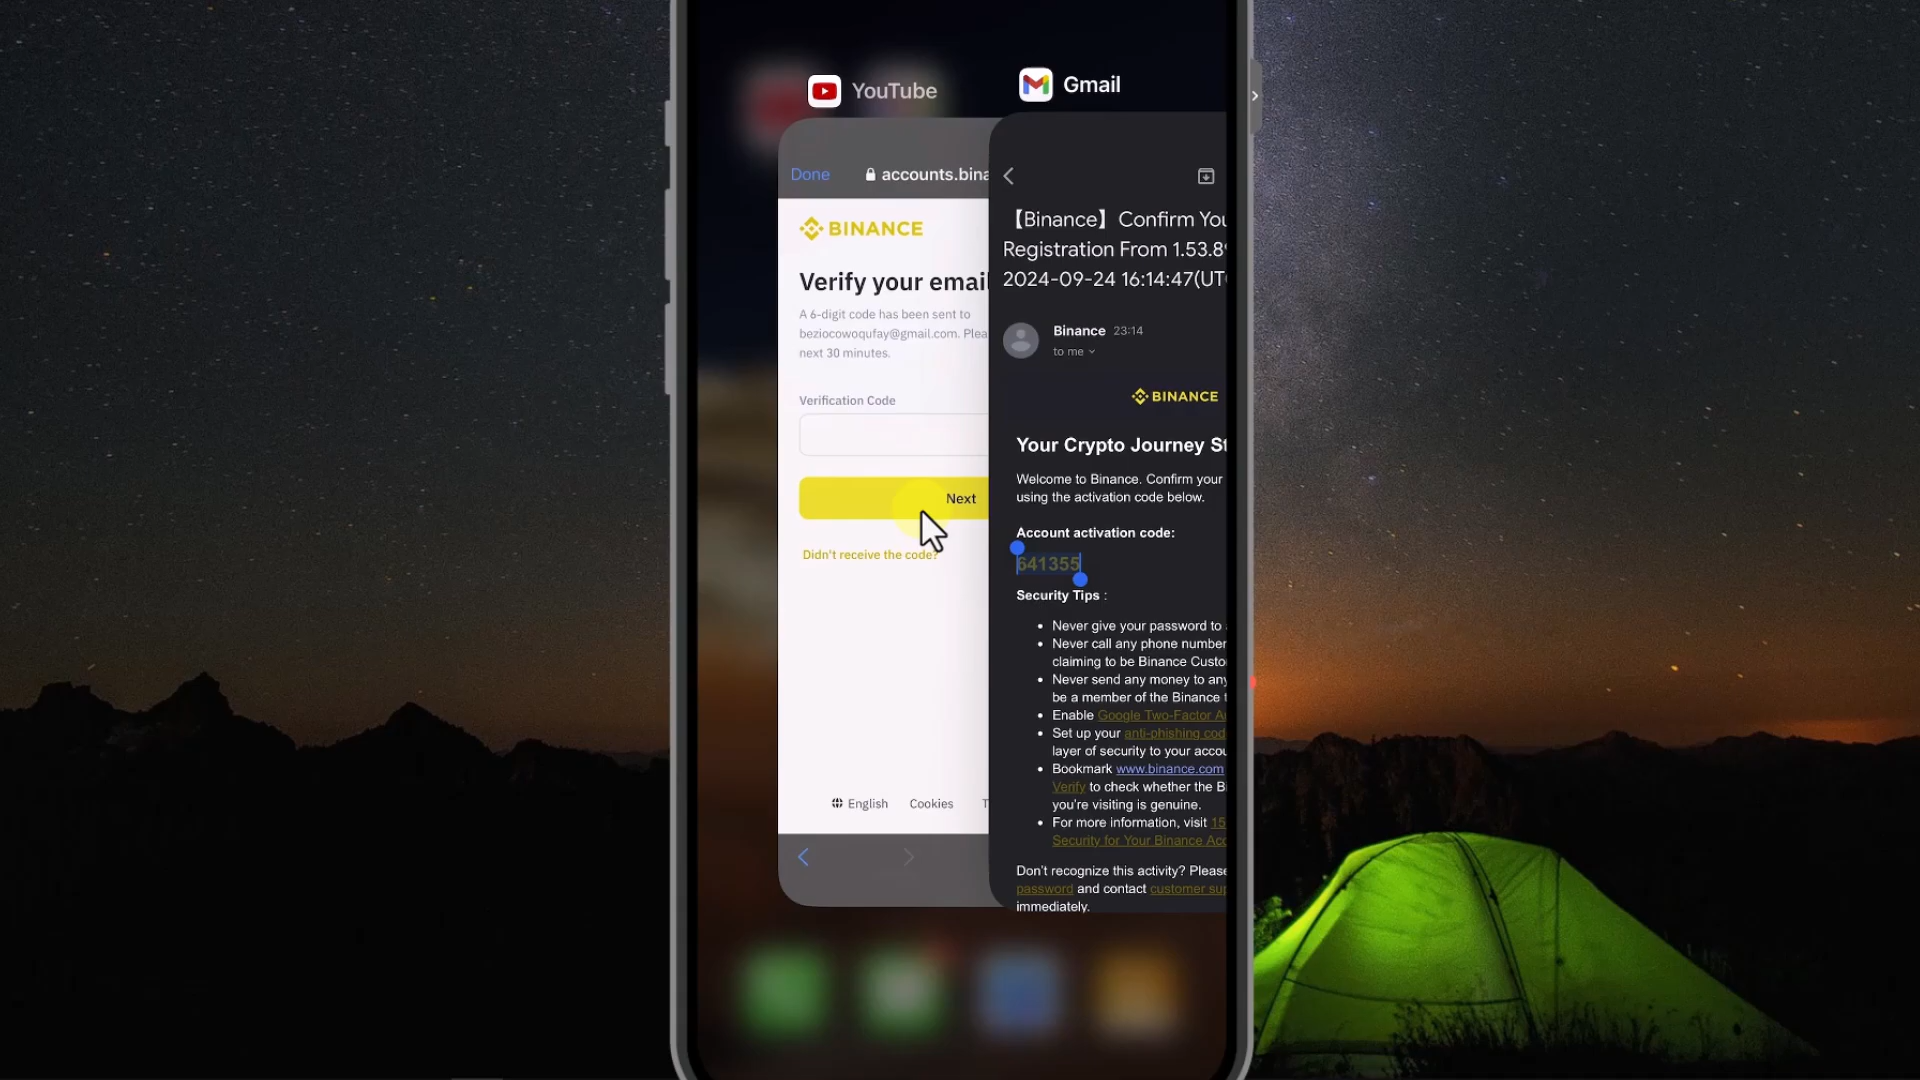 YouTube
Done
accounts.bina
BINANCE
Verify your email
A 6-digit code has been sent to
beziocowoqufay@gmail.com. Plea
next 30 minutes.
Verification Code
Next
Didn't receive the code?
English Cookies T
Gmail
【Binance】 Confirm You
Registration From 1.53.89
2024-09-24 16:14:47(UT
Binance 23:14
to me
BINANCE
Your Crypto Journey St
Welcome to Binance. Confirm your
using the activation code below.
Account activation code:
641355
Security Tips :
• Never give your password to
• Never call any phone number
claiming to be Binance Custo
• Never send any money to any
be a member of the Binance t
• Enable Google Two-Factor Au
• Set up your anti-phishing cod
layer of security to your accou
• Bookmark www.binance.com
Verify to check whether the Bi
you're visiting is genuine.
• For more information, visit 15
Security for Your Binance Acc
Don't recognize this activity? Please
password and contact customer sup
immediately.